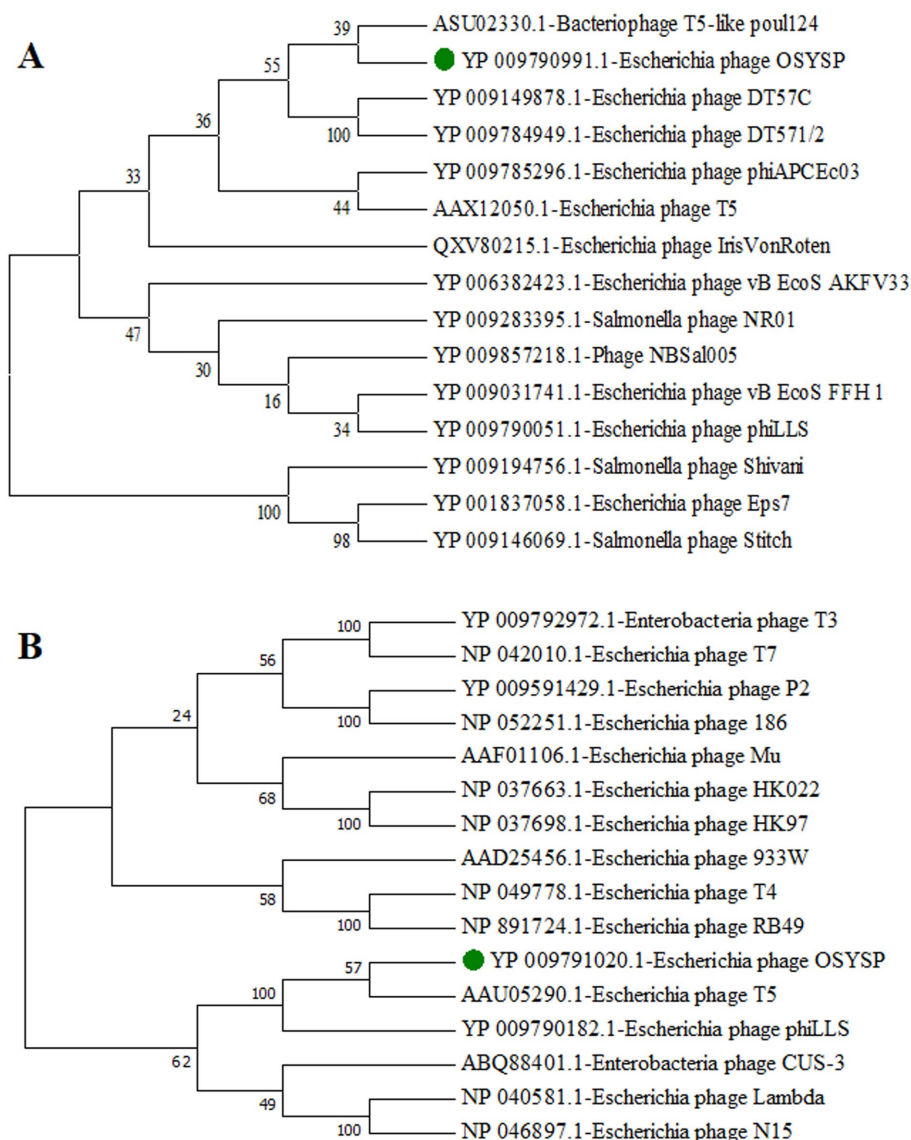 A
39
ASU02330.1-Bacteriophage T5-like poul124
YP 009790991.1-Escherichia phage OSYSP
55
YP 009149878.1-Escherichia phage DT57C
100
YP 009784949.1-Escherichia phage DT571/2
36
YP 009785296.1-Escherichia phage phiAPCEc03
44
AAX12050.1-Escherichia phage T5
33
QXV80215.1-Escherichia phage IrisVonRoten
YP 006382423.1-Escherichia phage vB EcoS AKFV33
47
YP 009283395.1-Salmonella phage NR01
30
YP 009857218.1-Phage NBSal005
16
YP 009031741.1-Escherichia phage vB EcoS FFH 1
34
YP 009790051.1-Escherichia phage phiLLS
YP 009194756.1-Salmonella phage Shivani
100
YP 001837058.1-Escherichia phage Eps7
98
YP 009146069.1-Salmonella phage Stitch
B
100
YP 009792972.1-Enterobacteria phage T3
56
NP 042010.1-Escherichia phage T7
YP 009591429.1-Escherichia phage P2
100
NP 052251.1-Escherichia phage 186
24
AAF01106.1-Escherichia phage Mu
68
NP 037663.1-Escherichia phage HK022
100
NP 037698.1-Escherichia phage HK97
AAD25456.1-Escherichia phage 933W
58
NP 049778.1-Escherichia phage T4
100
NP 891724.1-Escherichia phage RB49
57
YP 009791020.1-Escherichia phage OSYSP
100
AAU05290.1-Escherichia phage T5
YP 009790182.1-Escherichia phage phiLLS
62
ABQ88401.1-Enterobacteria phage CUS-3
49
NP 040581.1-Escherichia phage Lambda
100
NP 046897.1-Escherichia phage N15